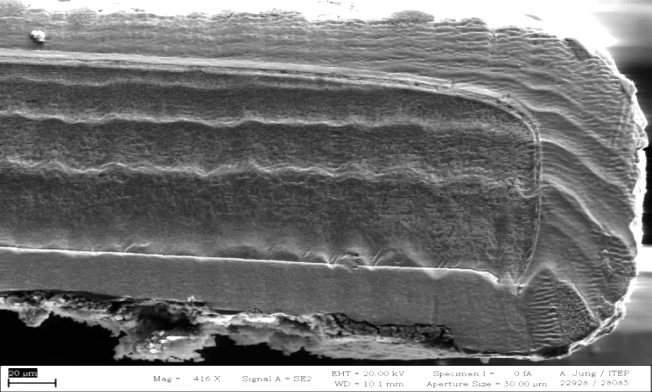 20 µm
Mag = 416 X Signal A = SE2 EHT = 20.00 kV Specimen I = 0 fA A. Jung / ITEP
WD = 10.1 mm Aperture Size = 30.00 µm 22928 / 28085